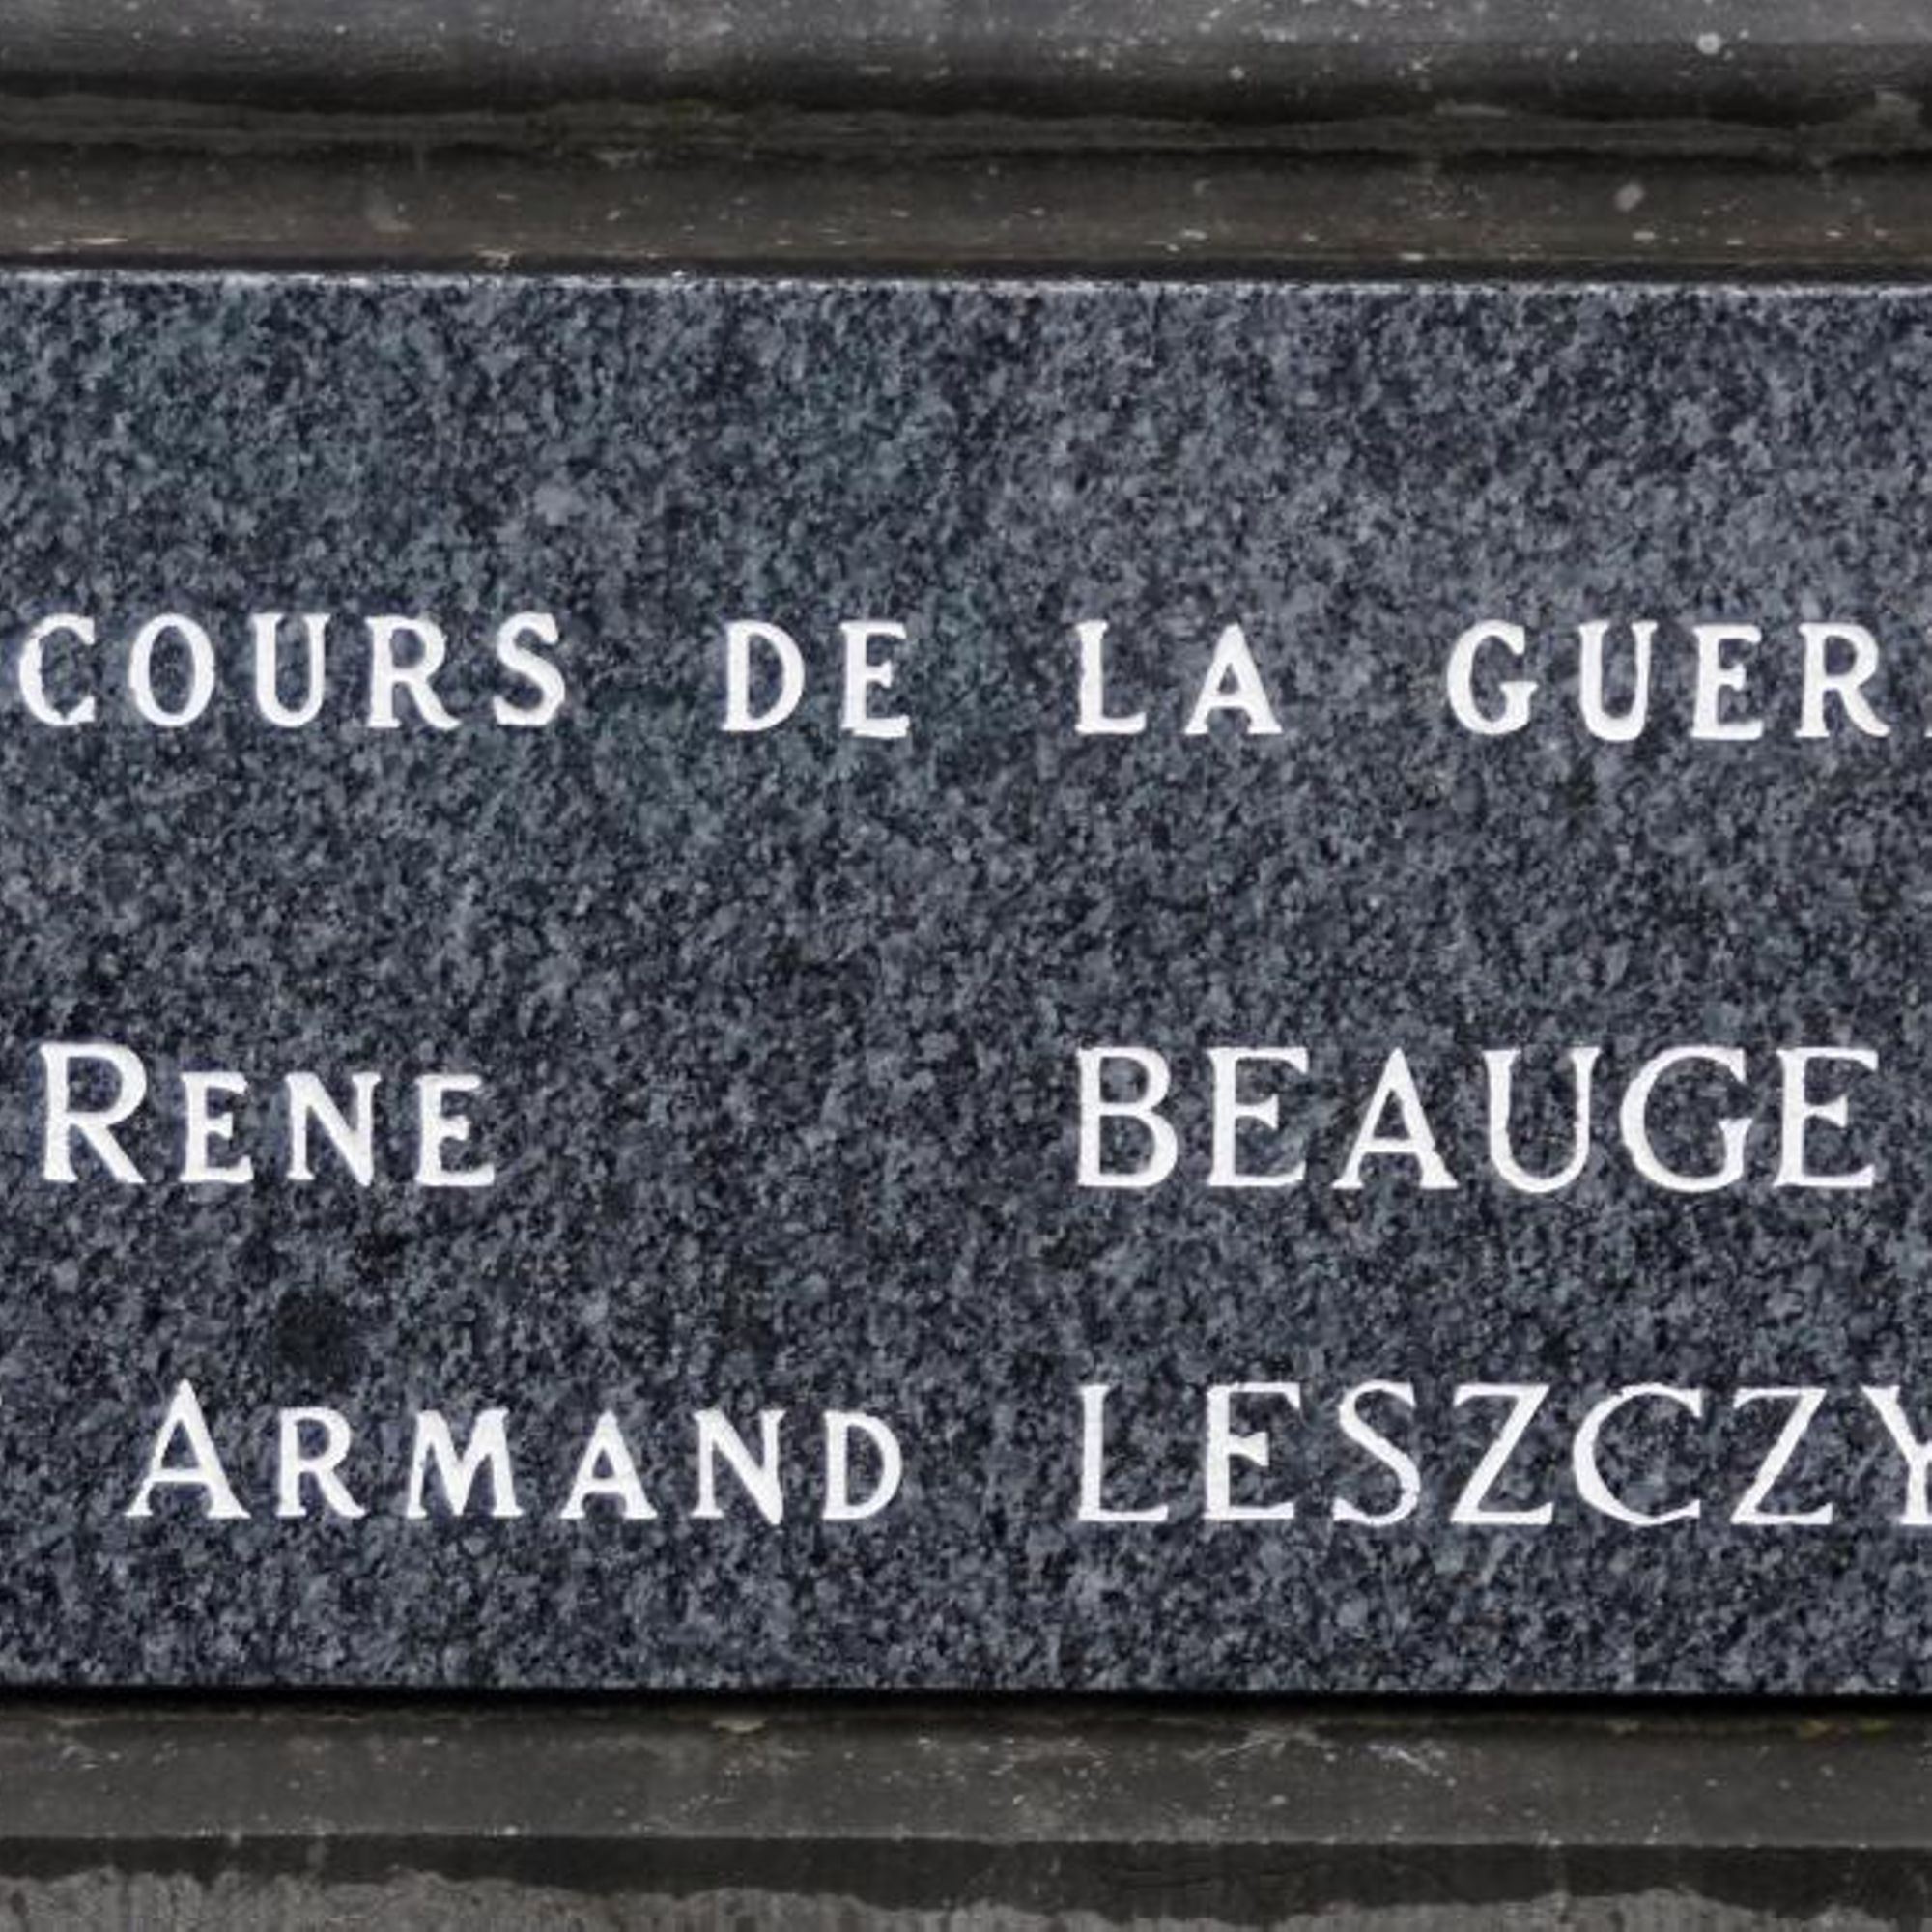 COURS DE LA GUER
RENE BEAUGE
ARMAND LESZCZY